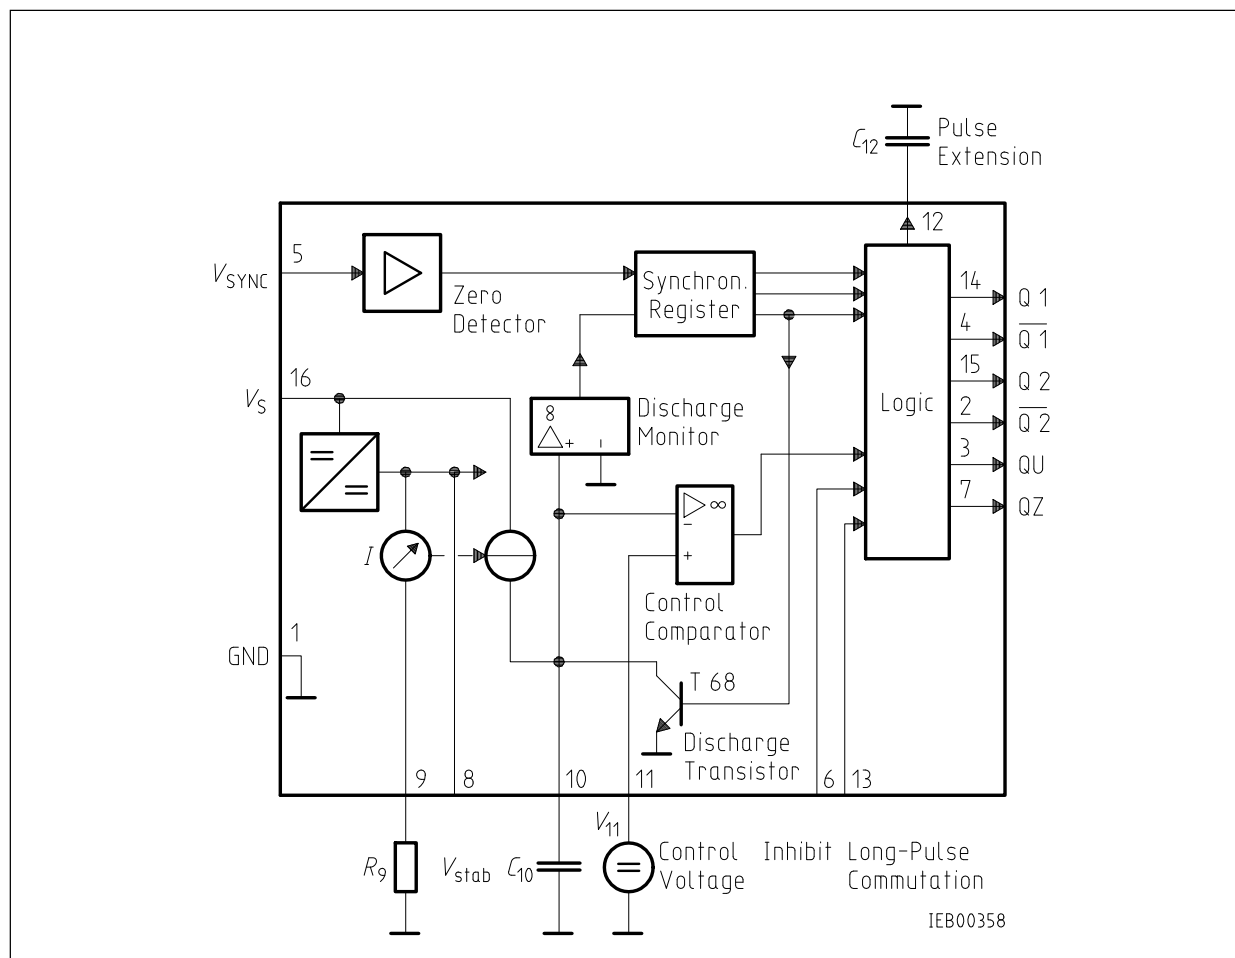 C12
Pulse
Extension
12
5
VSYNC
Zero
Detector
Synchron.
Register
14
Q 1
4
Q̅ ̅1̅
15
Q 2
2
Q̅ ̅2̅
3
QU
7
QZ
Logic
16
VS
8
+
–
Discharge
Monitor
=
=
I
∞
–
+
Control
Comparator
1
GND
T 68
Discharge
Transistor
9
8
10
11
6
13
R9
Vstab
C10
V11
=
Control
Voltage
Inhibit
Long-Pulse
Commutation
IEB00358